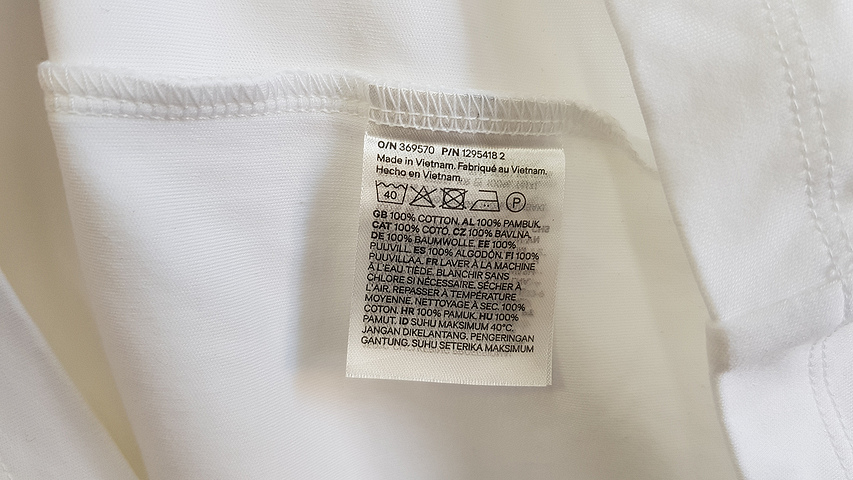 O/N 369570 P/N 1295418 2
Made in Vietnam. Fabriqué au Vietnam.
Hecho en Vietnam.
40 P
GB 100% COTTON. AL 100% PAMBUK.
CAT 100% COTÓ. CZ 100% BAVLNA.
DE 100% BAUMWOLLE. EE 100%
PUUVILL. ES 100% ALGODÓN. FI 100%
PUUVILLAA. FR LAVER À LA MACHINE
À L'EAU TIÈDE. BLANCHIR SANS
CHLORE SI NÉCESSAIRE. SÉCHER À
L'AIR. REPASSER À TEMPÉRATURE
MOYENNE. NETTOYAGE À SEC. 100%
COTON. HR 100% PAMUK. HU 100%
PAMUT. ID SUHU MAKSIMUM 40°C.
JANGAN DIKELANTANG. PENGERINGAN
GANTUNG. SUHU SETERIKA MAKSIMUM